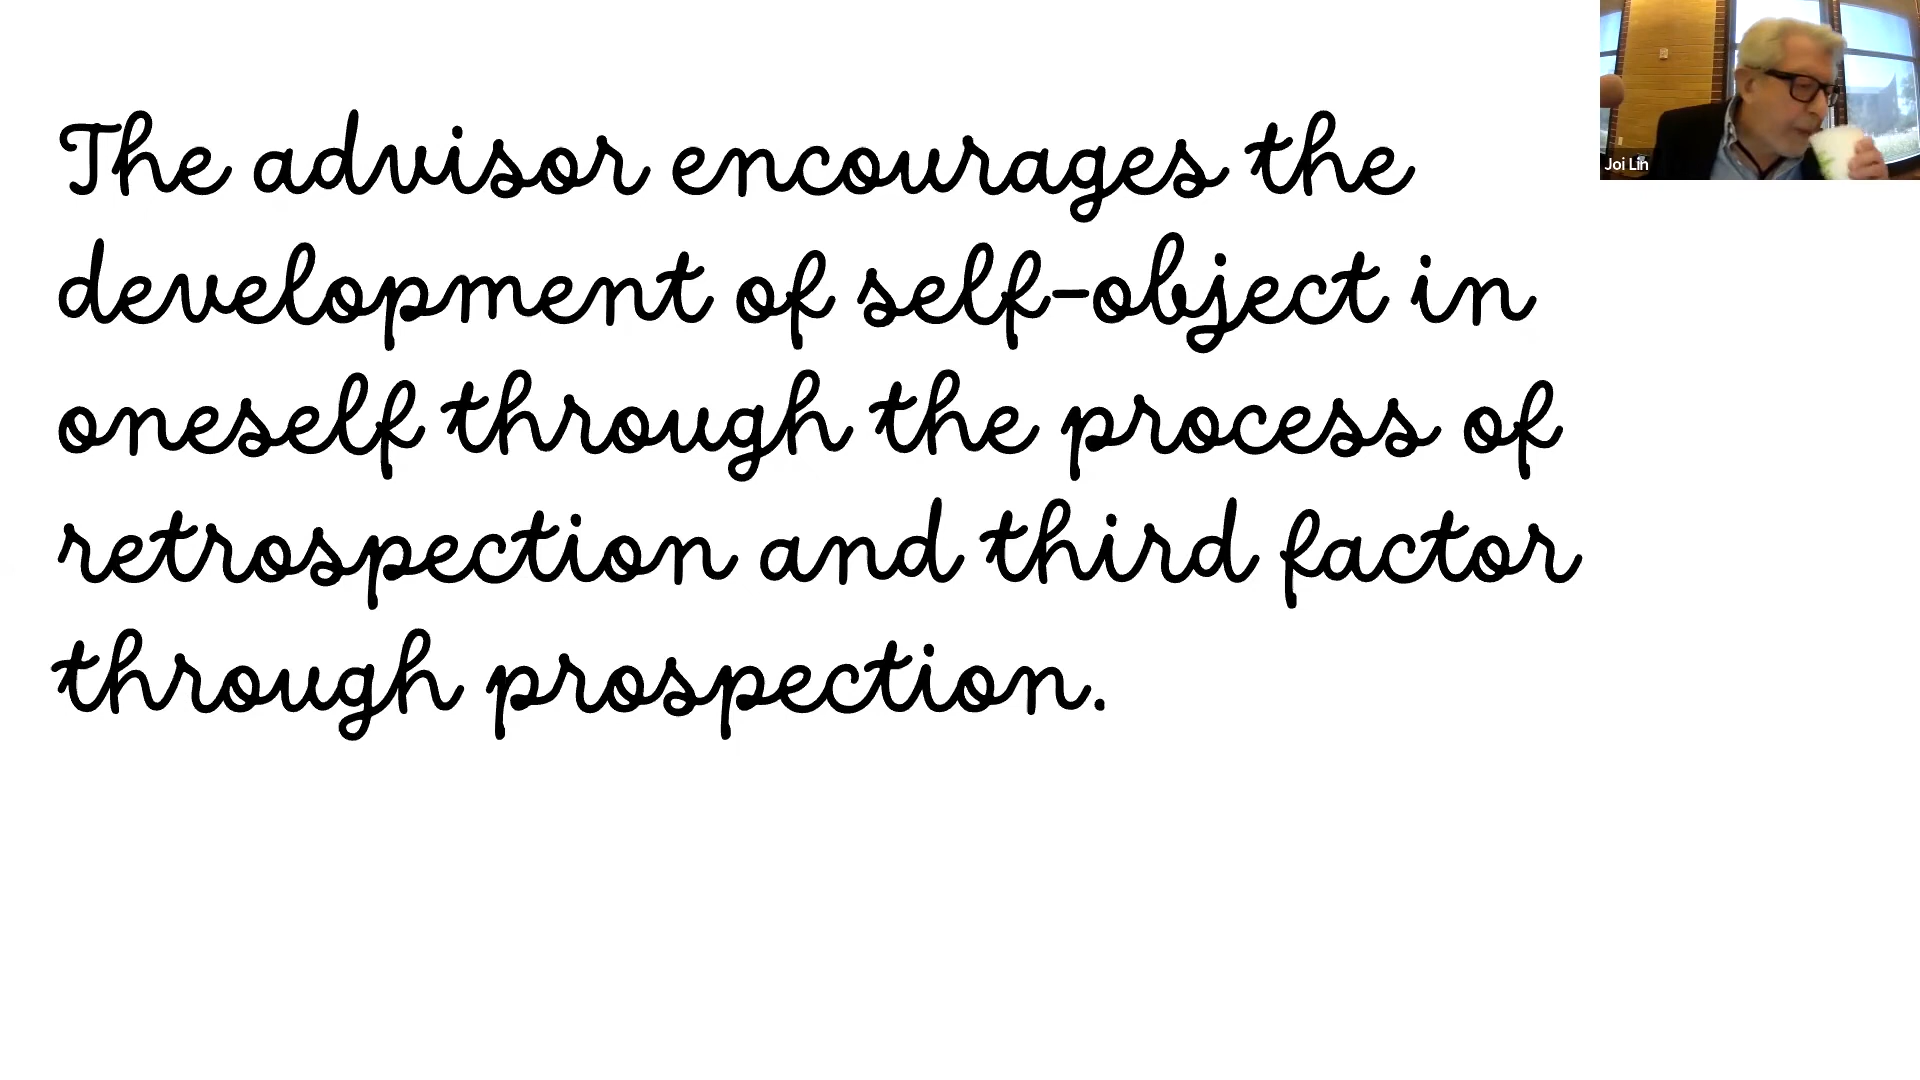 The advisor encourages the
development of self-object in
oneself through the process of
retrospection and third factor
through prospection.
Joi Lin